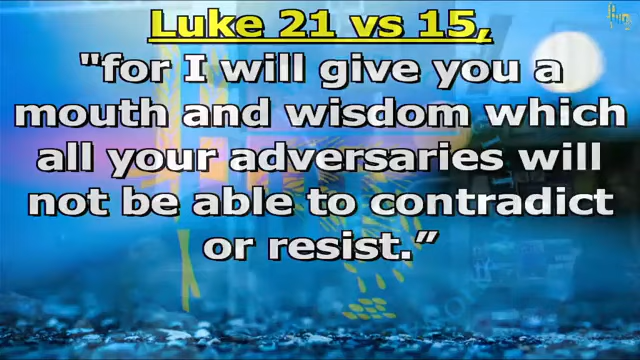 Luke 21 vs 15,
"for I will give you a
mouth and wisdom which
all your adversaries will
not be able to contradict
or resist.”